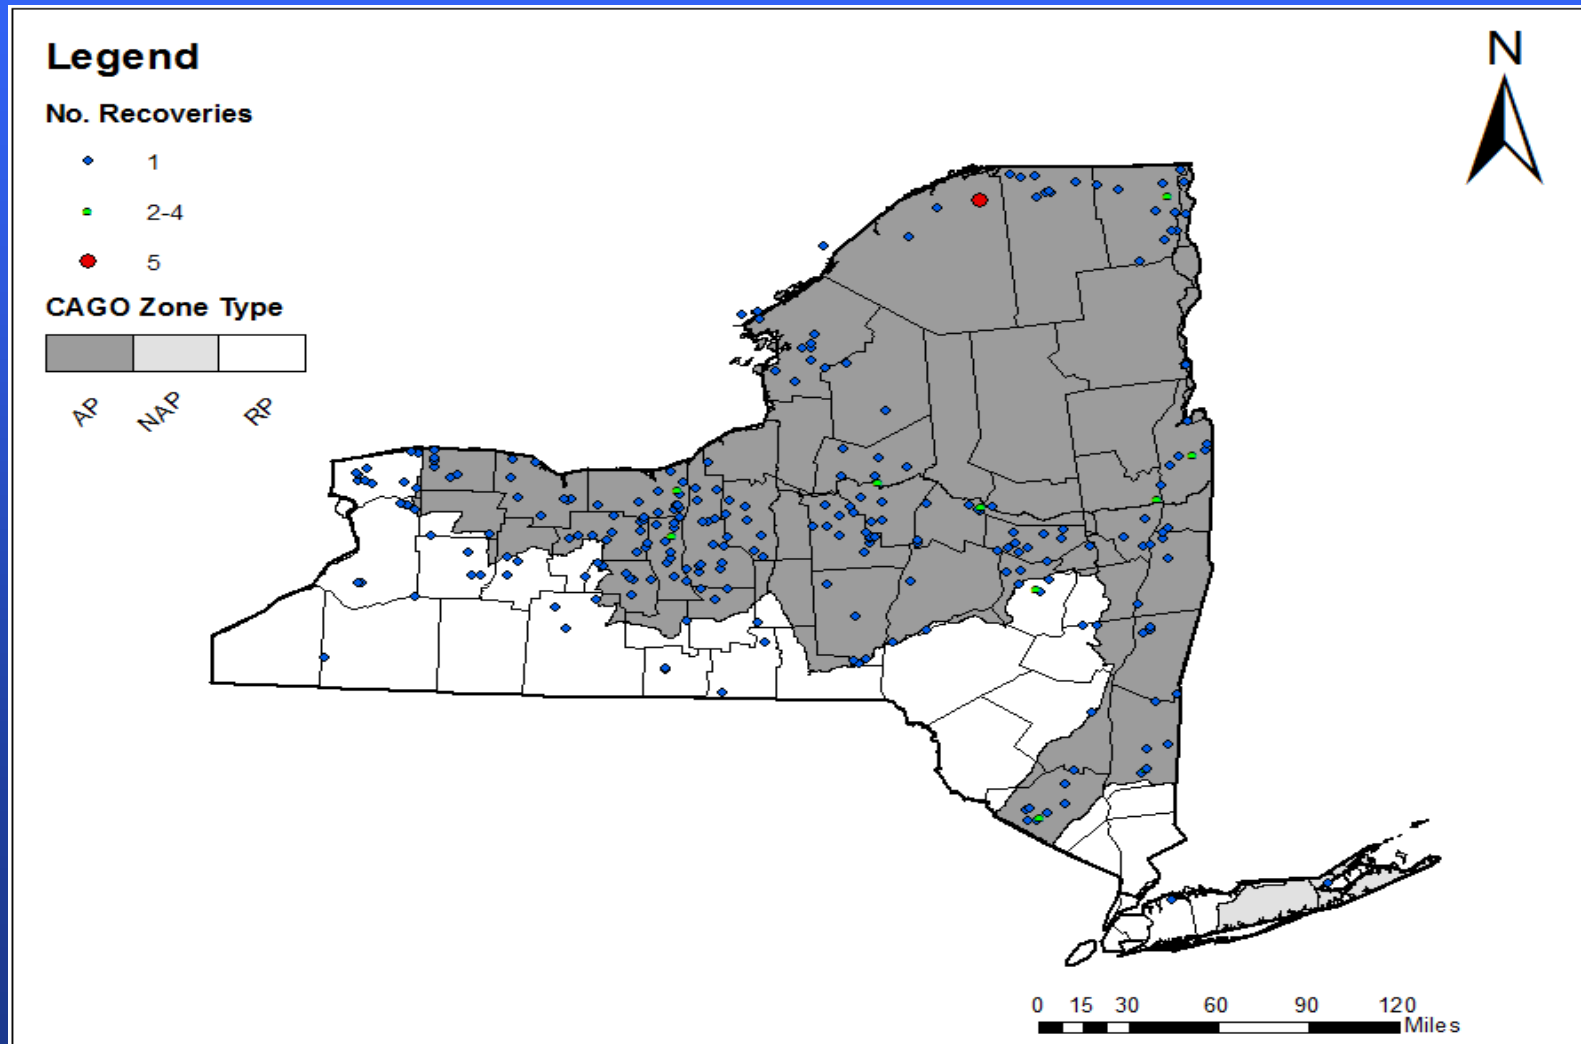 Legend
N
No. Recoveries
1
2-4
5
CAGO Zone Type
AP NAP RP
0 15 30 60 90 120
Miles